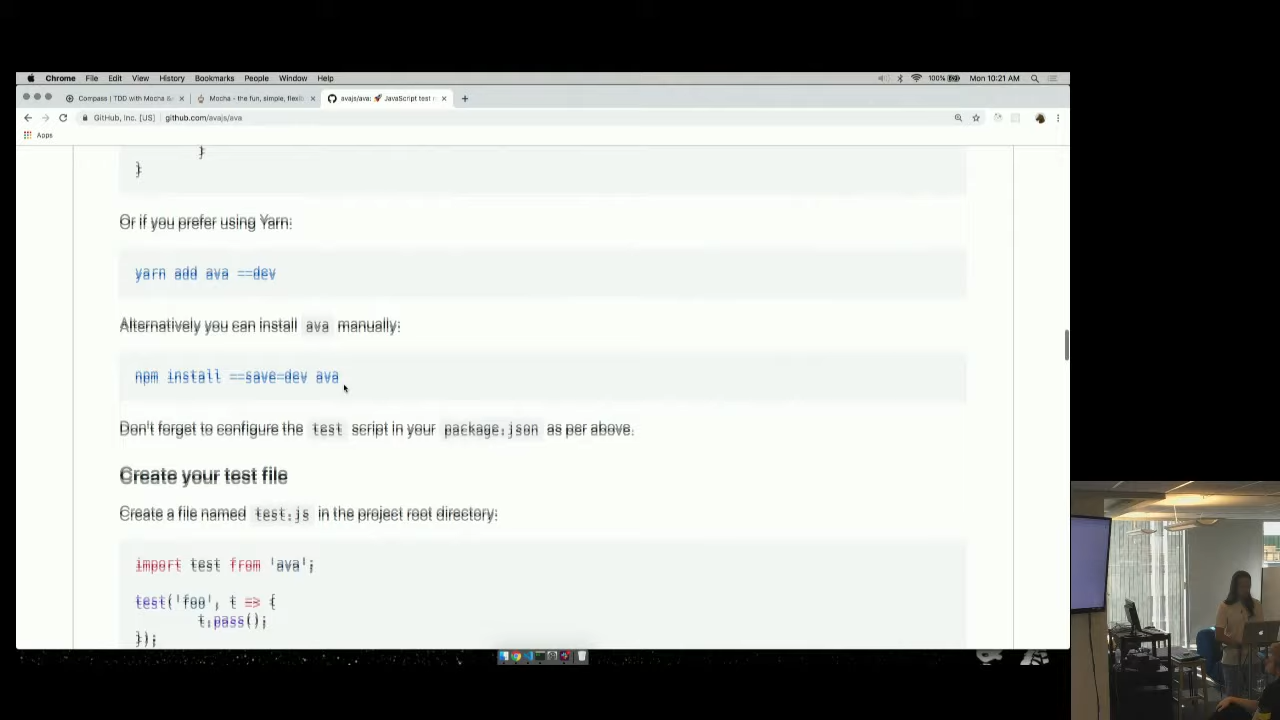 Chrome File Edit View History Bookmarks People Window Help 100% Mon 10:21 AM
Compass | TDD with Mocha & Mocha - the fun, simple, flexib avajs/ava: 🚀 JavaScript test r
GitHub, Inc. [US] | github.com/avajs/ava
Apps
}
}
Or if you prefer using Yarn:
yarn add ava --dev
Alternatively you can install ava manually:
npm install --save-dev ava
Don't forget to configure the test script in your package.json as per above.
Create your test file
Create a file named test.js in the project root directory:
import test from 'ava';
test('foo', t => {
t.pass();
});